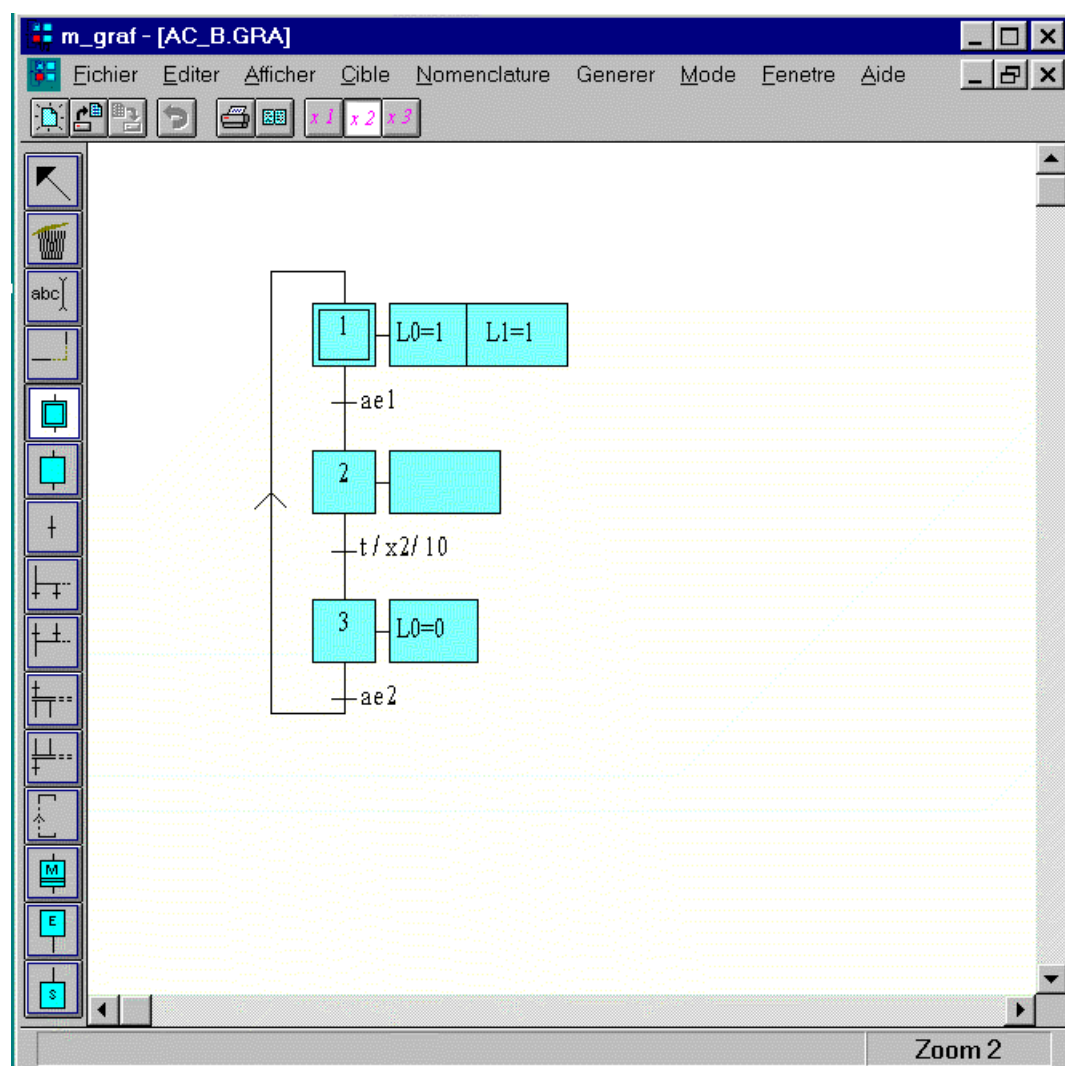 m_graf - [AC_B.GRA]
Fichier Editer Afficher Cible Nomenclature Generer Mode Fenetre Aide
x 1 x 2 x 3
abc
1 L0=1 L1=1
ae1
2
t / x2/ 10
3 L0=0
ae2
M
E
S
Zoom 2